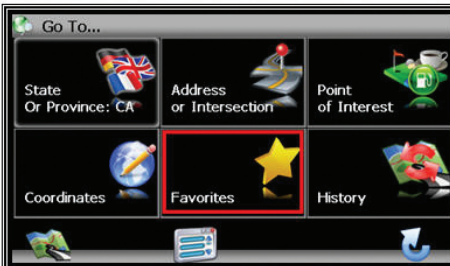 Go To...
State
Or Province: CA
Address
or Intersection
Point
of Interest
Coordinates
Favorites
History